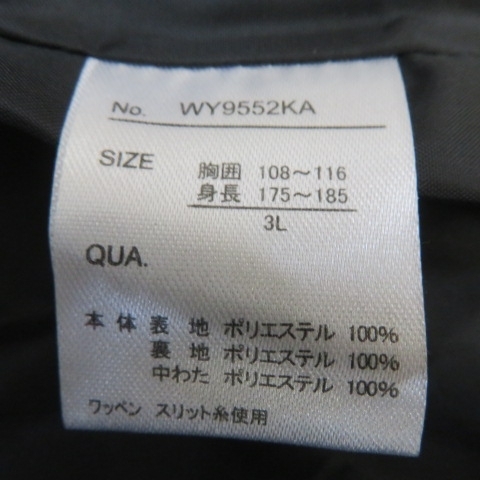 No. WY9552KA
SIZE 胸囲 108～116
身長 175～185
3L
QUA.
本体 表 地 ポリエステル 100%
裏 地 ポリエステル 100%
中わた ポリエステル 100%
ワッペン スリット糸使用